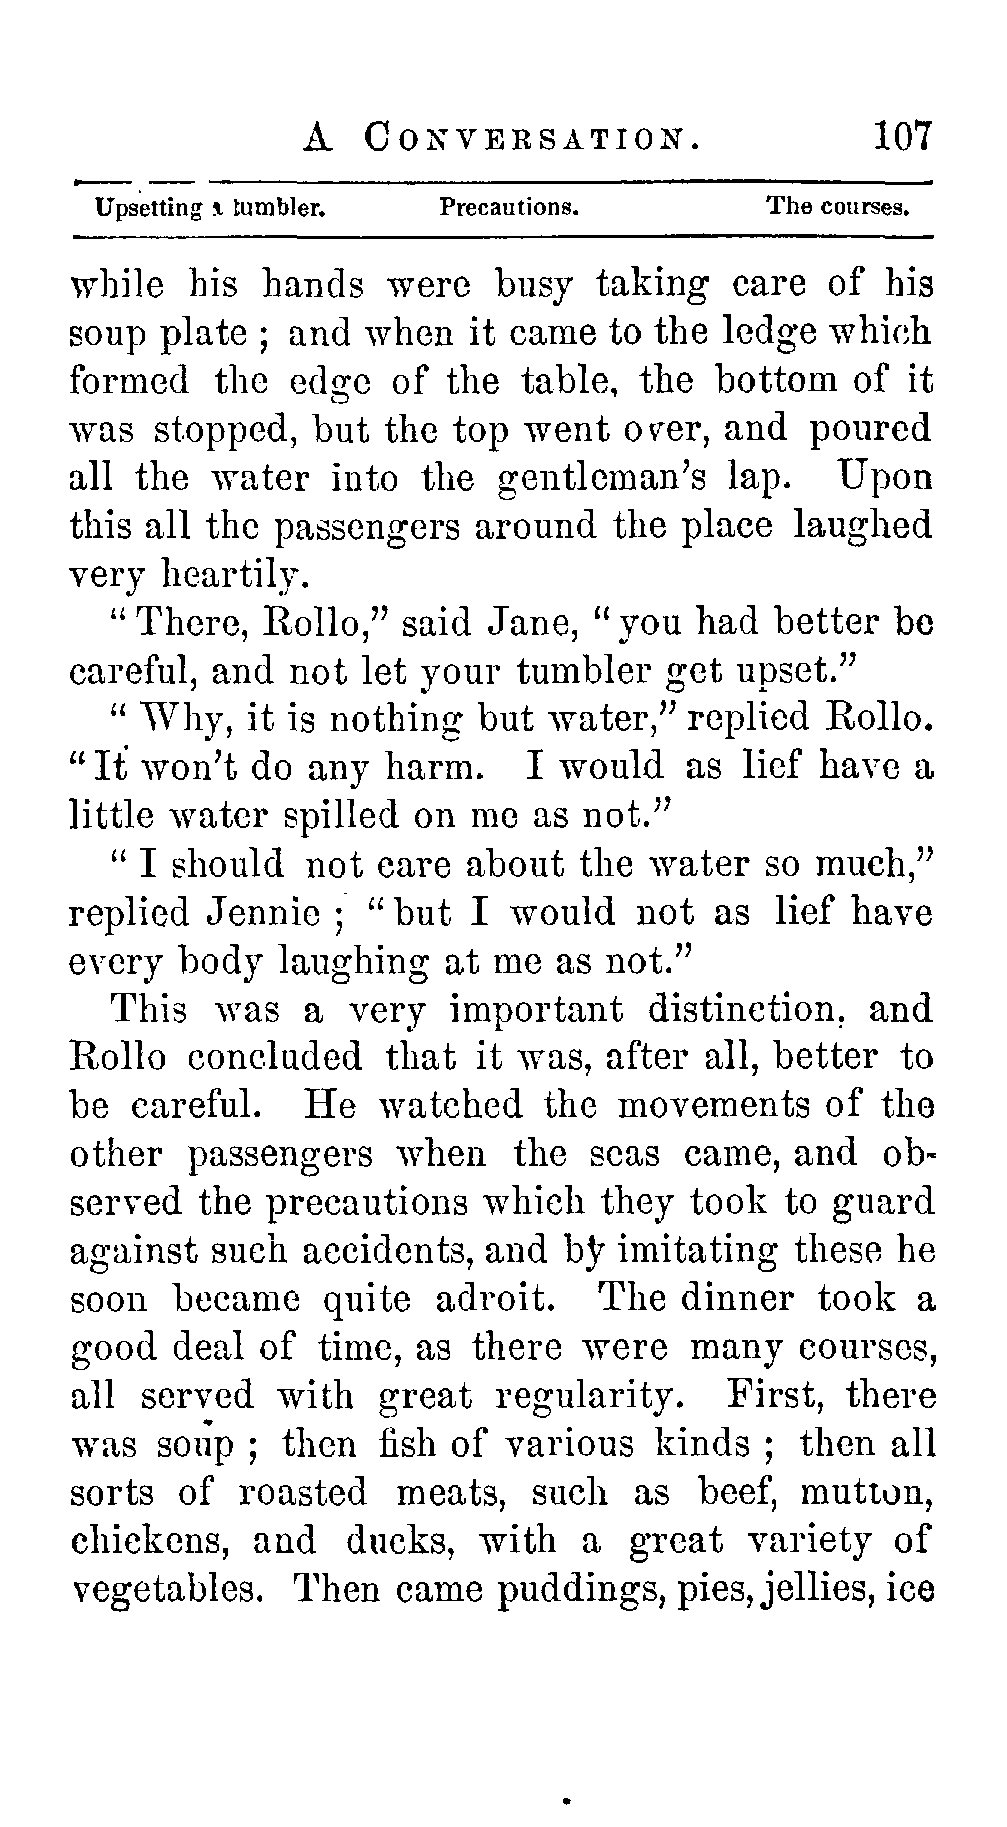 A CONVERSATION. 107
Upsetting a tumbler. Precautions. The courses.
while his hands were busy taking care of his
soup plate ; and when it came to the ledge which
formed the edge of the table, the bottom of it
was stopped, but the top went over, and poured
all the water into the gentleman's lap. Upon
this all the passengers around the place laughed
very heartily.
“ There, Rollo,” said Jane, “ you had better be
careful, and not let your tumbler get upset.”
“ Why, it is nothing but water,” replied Rollo.
“ It won't do any harm. I would as lief have a
little water spilled on me as not.”
“ I should not care about the water so much,”
replied Jennie ; “ but I would not as lief have
every body laughing at me as not.”
This was a very important distinction, and
Rollo concluded that it was, after all, better to
be careful. He watched the movements of the
other passengers when the seas came, and ob-
served the precautions which they took to guard
against such accidents, and by imitating these he
soon became quite adroit. The dinner took a
good deal of time, as there were many courses,
all served with great regularity. First, there
was soup ; then fish of various kinds ; then all
sorts of roasted meats, such as beef, mutton,
chickens, and ducks, with a great variety of
vegetables. Then came puddings, pies, jellies, ice